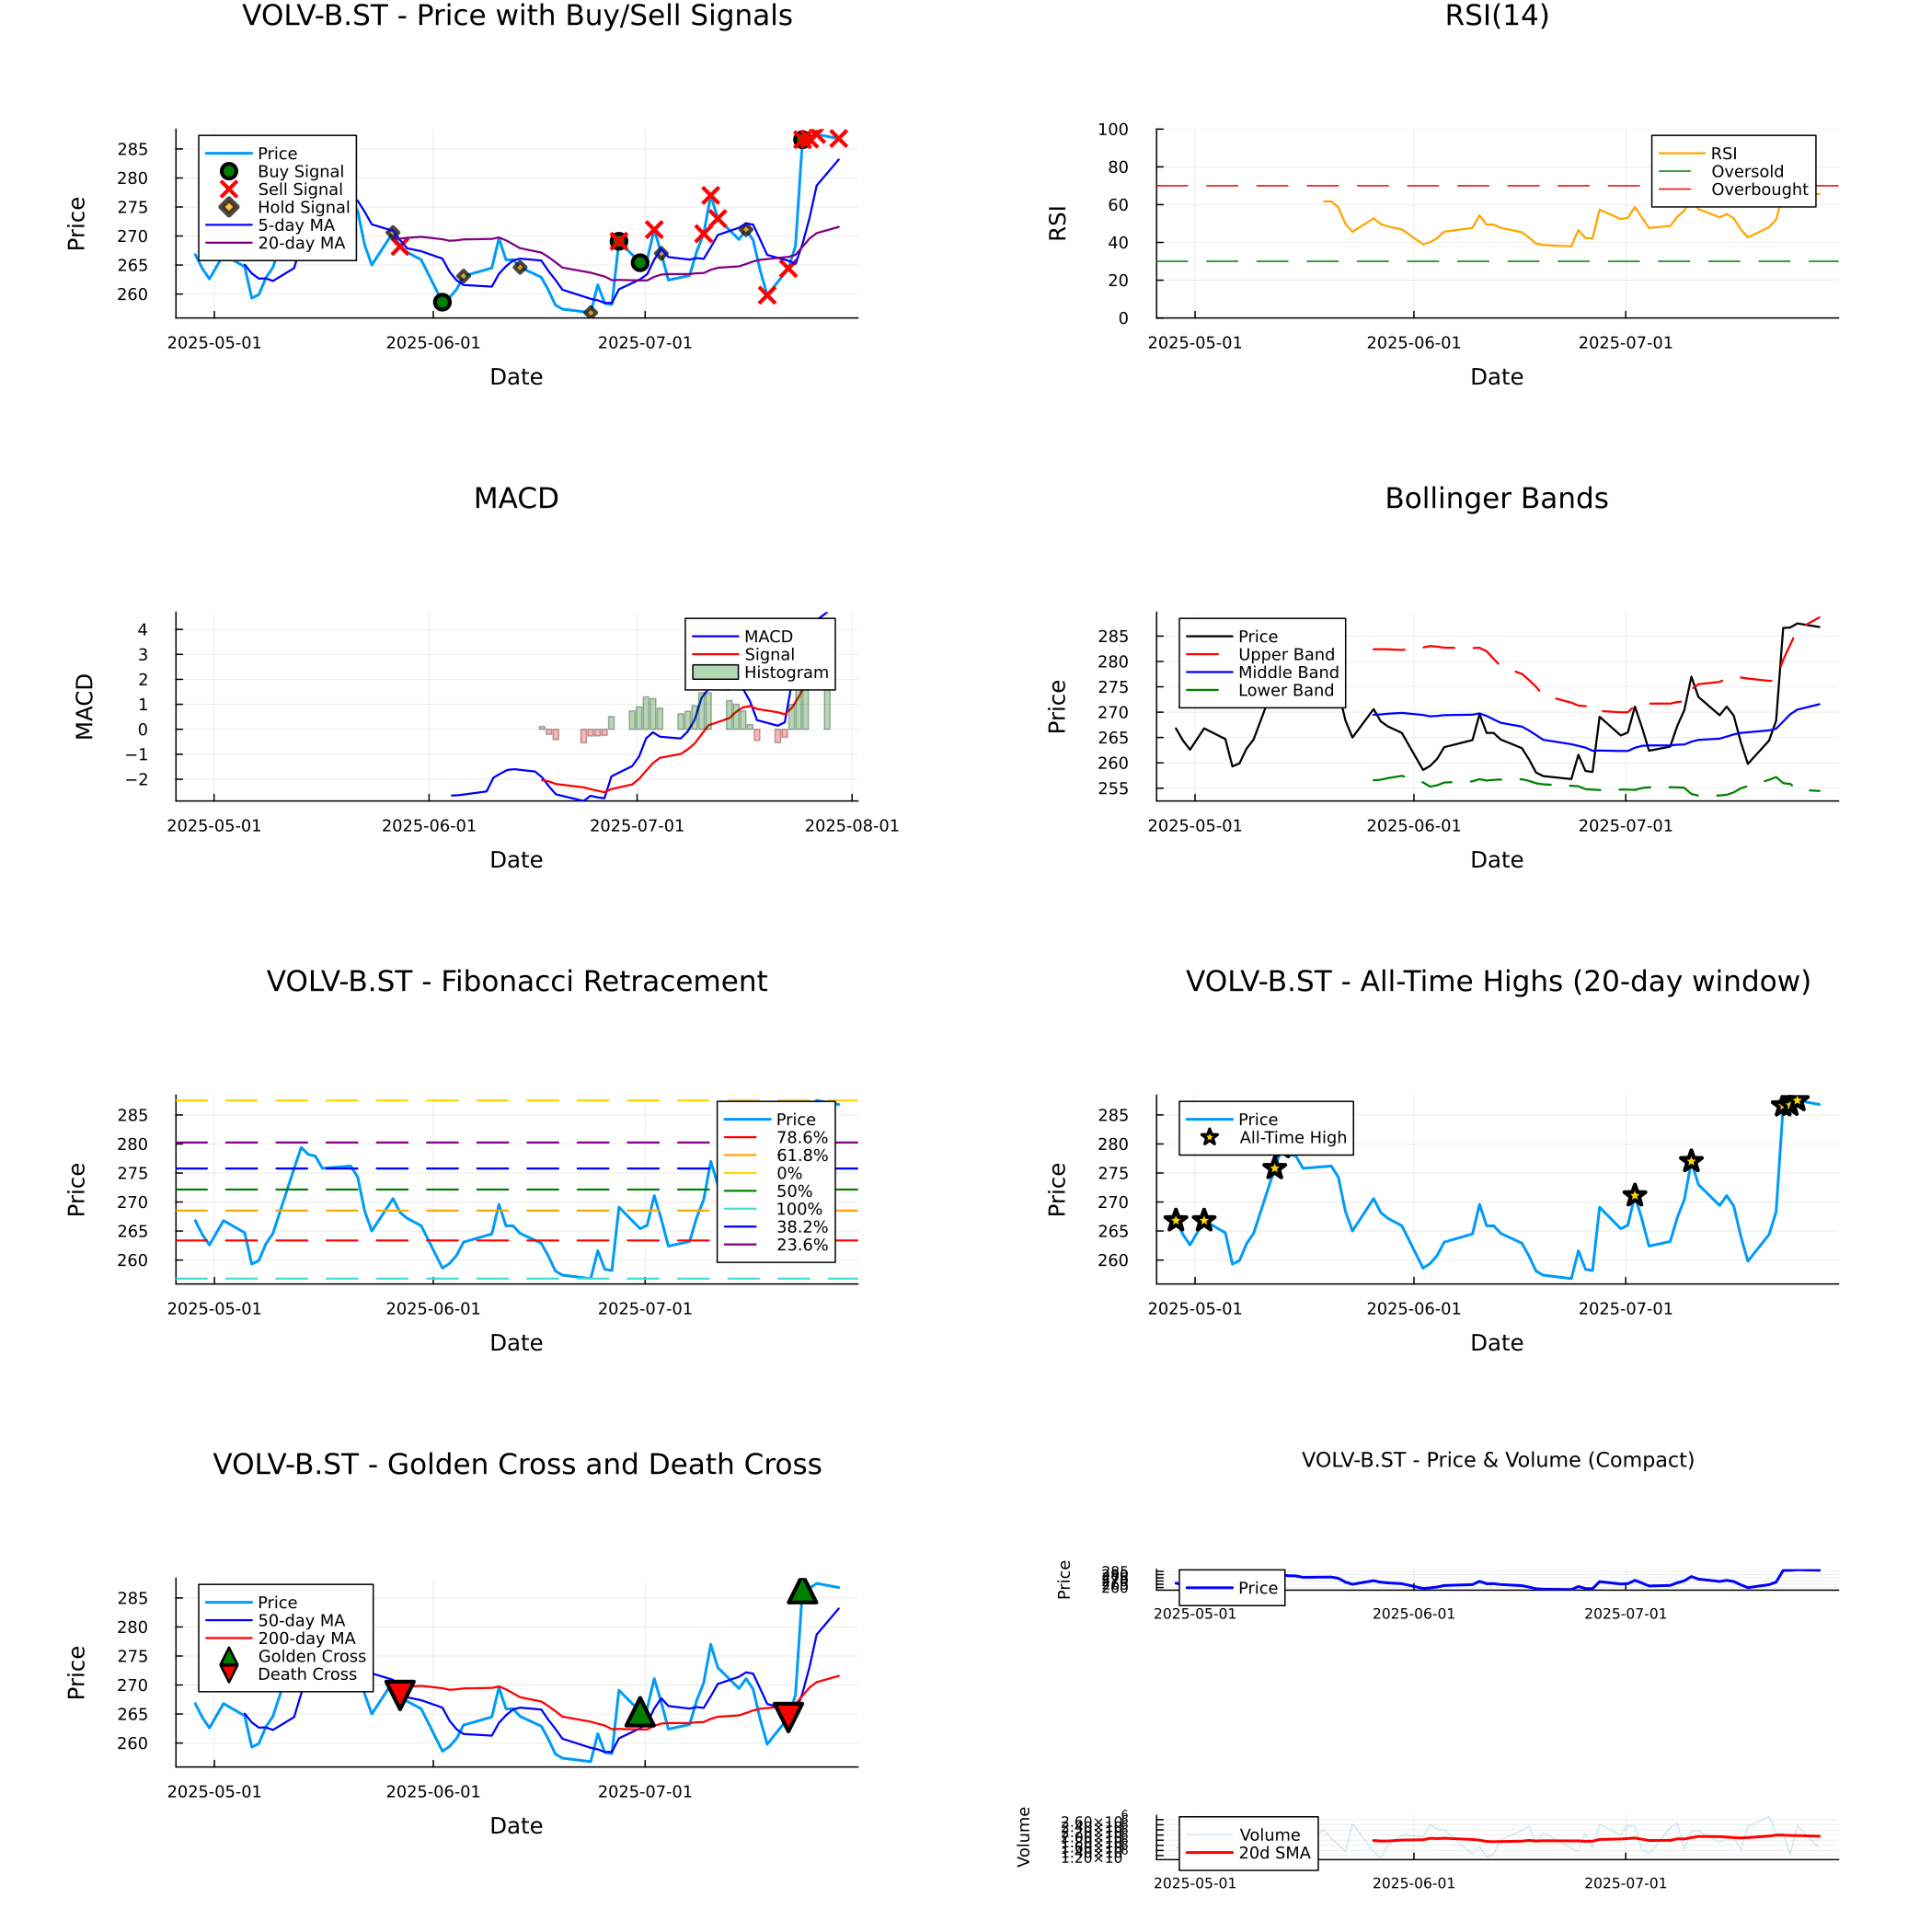 VOLV-B.ST - Price with Buy/Sell Signals
Price
285
280
275
270
265
260
Price
Buy Signal
Sell Signal
Hold Signal
5-day MA
20-day MA
2025-05-01
2025-06-01
2025-07-01
Date
RSI(14)
RSI
100
80
60
40
20
0
RSI
Oversold
Overbought
2025-05-01
2025-06-01
2025-07-01
Date
MACD
MACD
4
3
2
1
0
−1
−2
MACD
Signal
Histogram
2025-05-01
2025-06-01
2025-07-01
2025-08-01
Date
Bollinger Bands
Price
285
280
275
270
265
260
255
Price
Upper Band
Middle Band
Lower Band
2025-05-01
2025-06-01
2025-07-01
Date
VOLV-B.ST - Fibonacci Retracement
Price
285
280
275
270
265
260
Price
78.6%
61.8%
0%
50%
100%
38.2%
23.6%
2025-05-01
2025-06-01
2025-07-01
Date
VOLV-B.ST - All-Time Highs (20-day window)
Price
285
280
275
270
265
260
Price
All-Time High
2025-05-01
2025-06-01
2025-07-01
Date
VOLV-B.ST - Golden Cross and Death Cross
Price
285
280
275
270
265
260
Price
50-day MA
200-day MA
Golden Cross
Death Cross
2025-05-01
2025-06-01
2025-07-01
Date
VOLV-B.ST - Price & Volume (Compact)
Price
285
260
Price
2025-05-01
2025-06-01
2025-07-01
Volume
Volume
20d SMA
2025-05-01
2025-06-01
2025-07-01